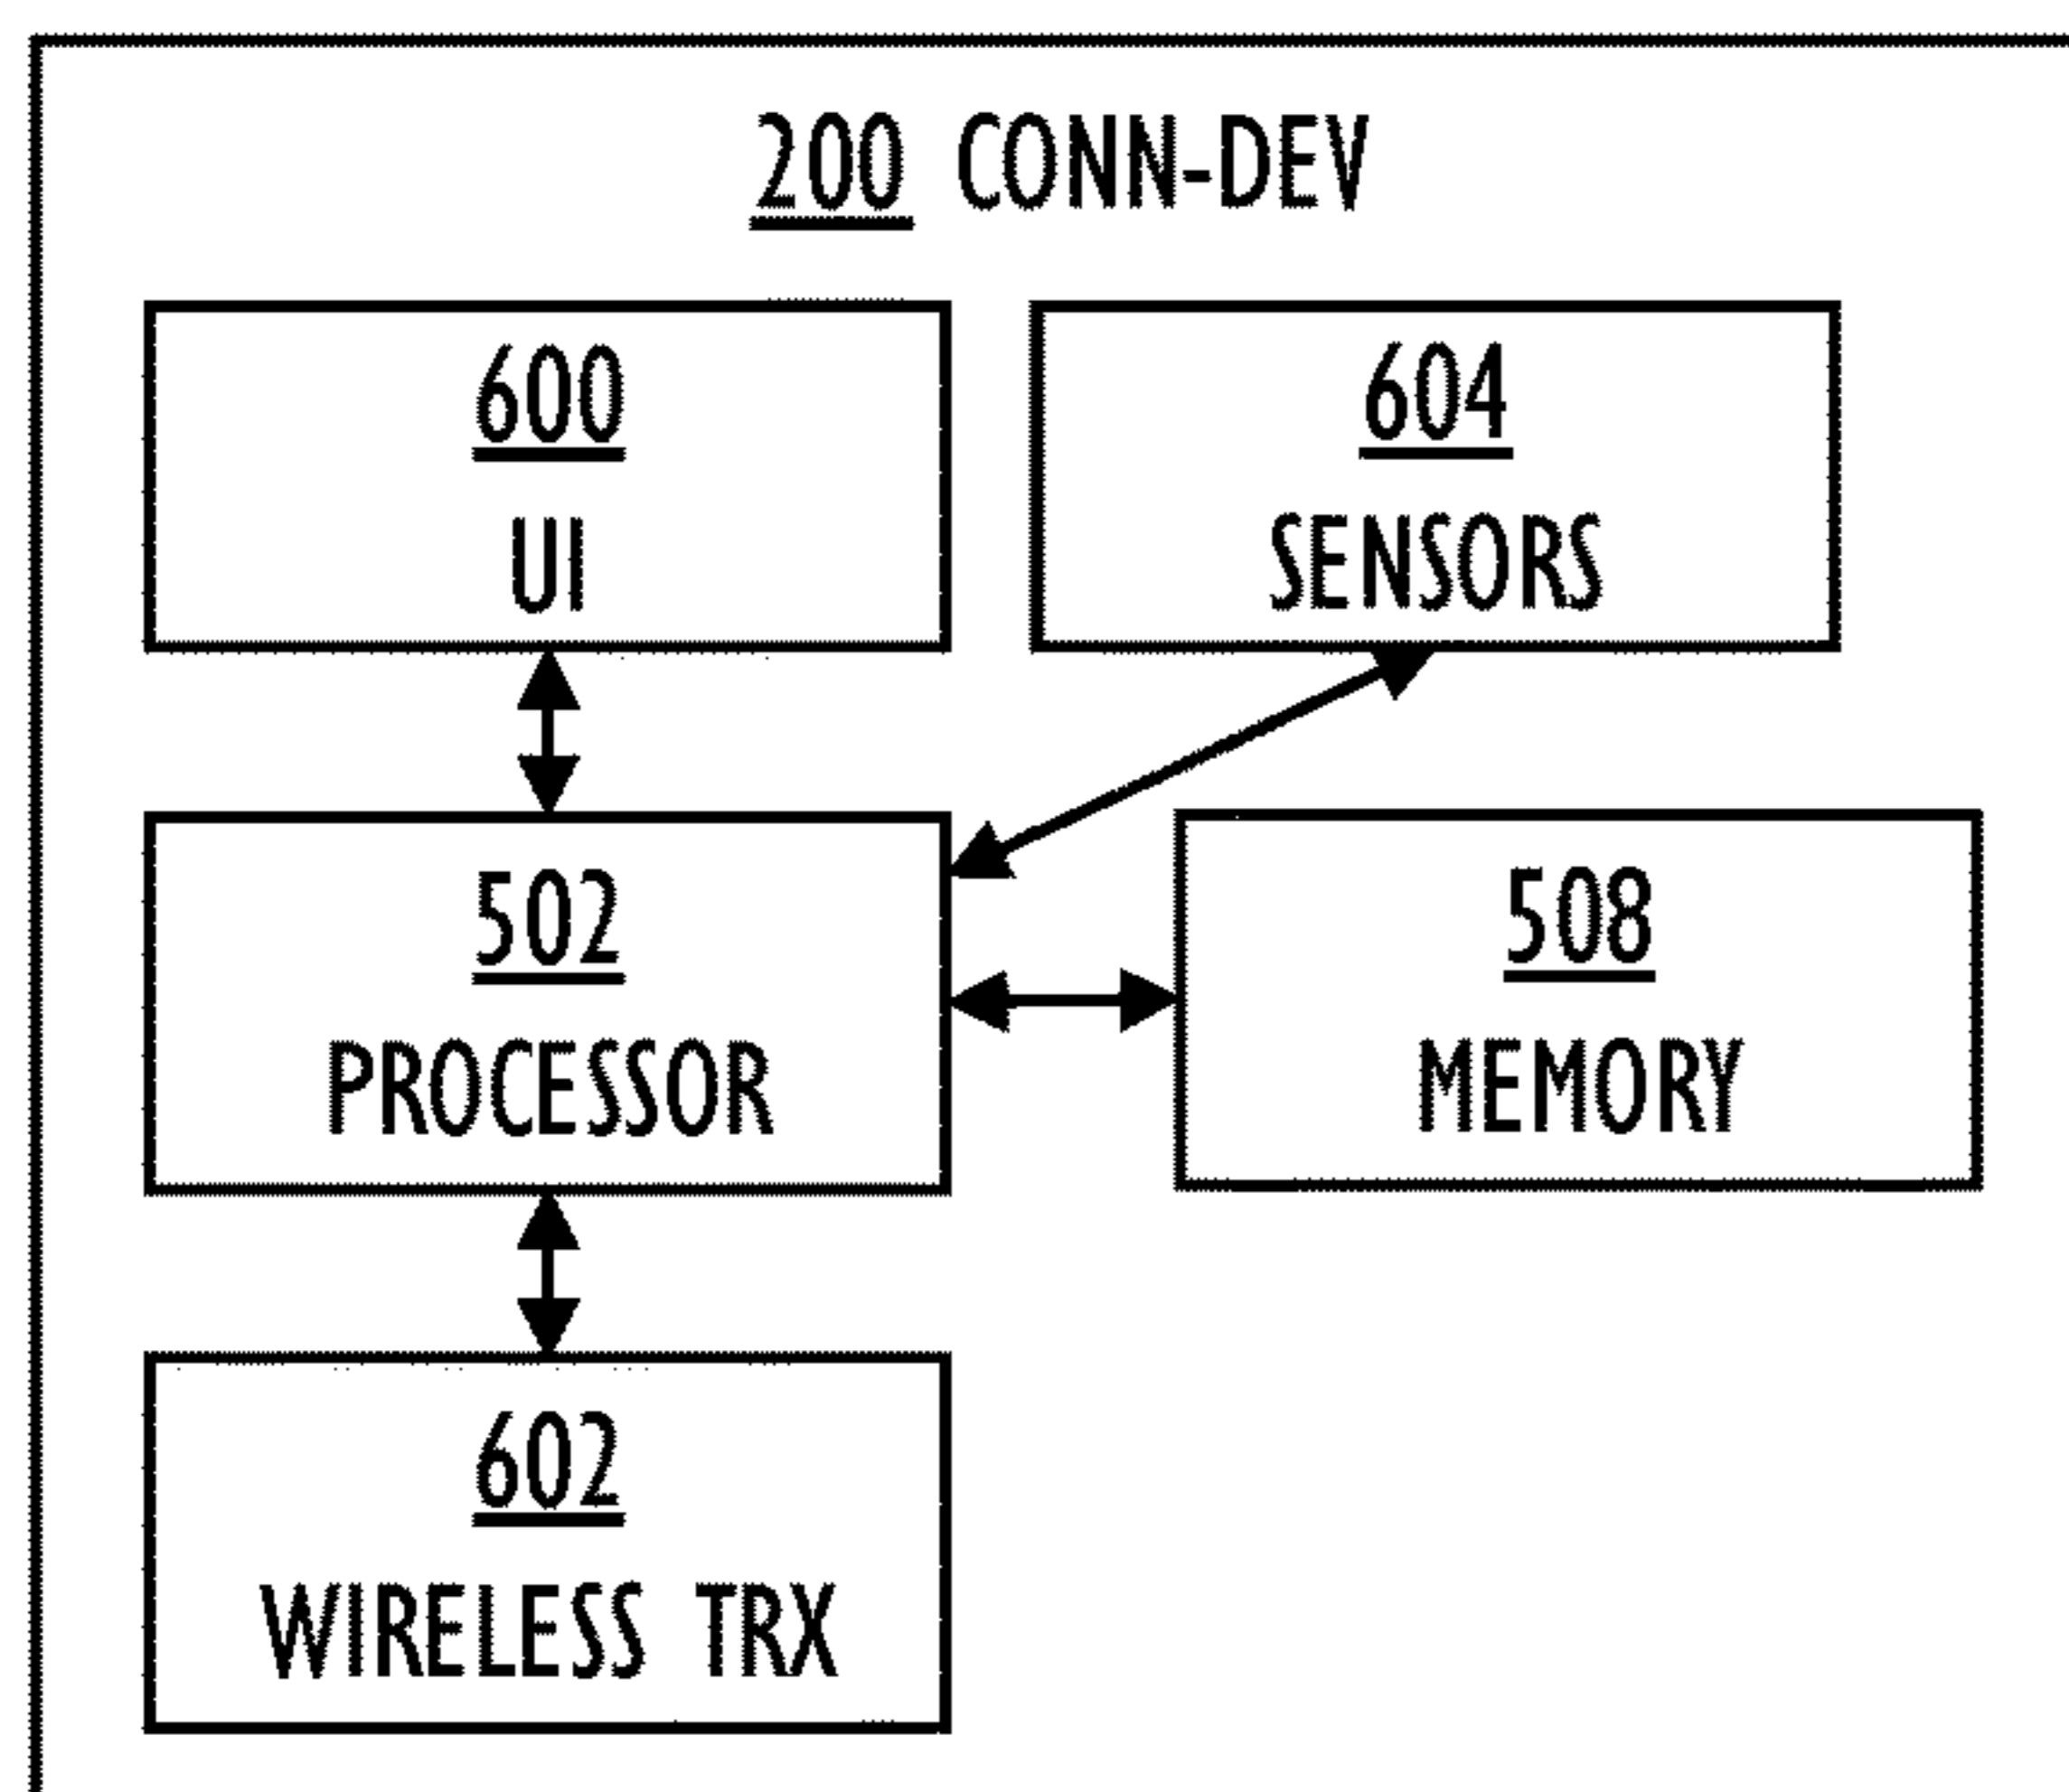 200 CONN-DEV
600
UI
604
SENSORS
502
PROCESSOR
508
MEMORY
602
WIRELESS TRX